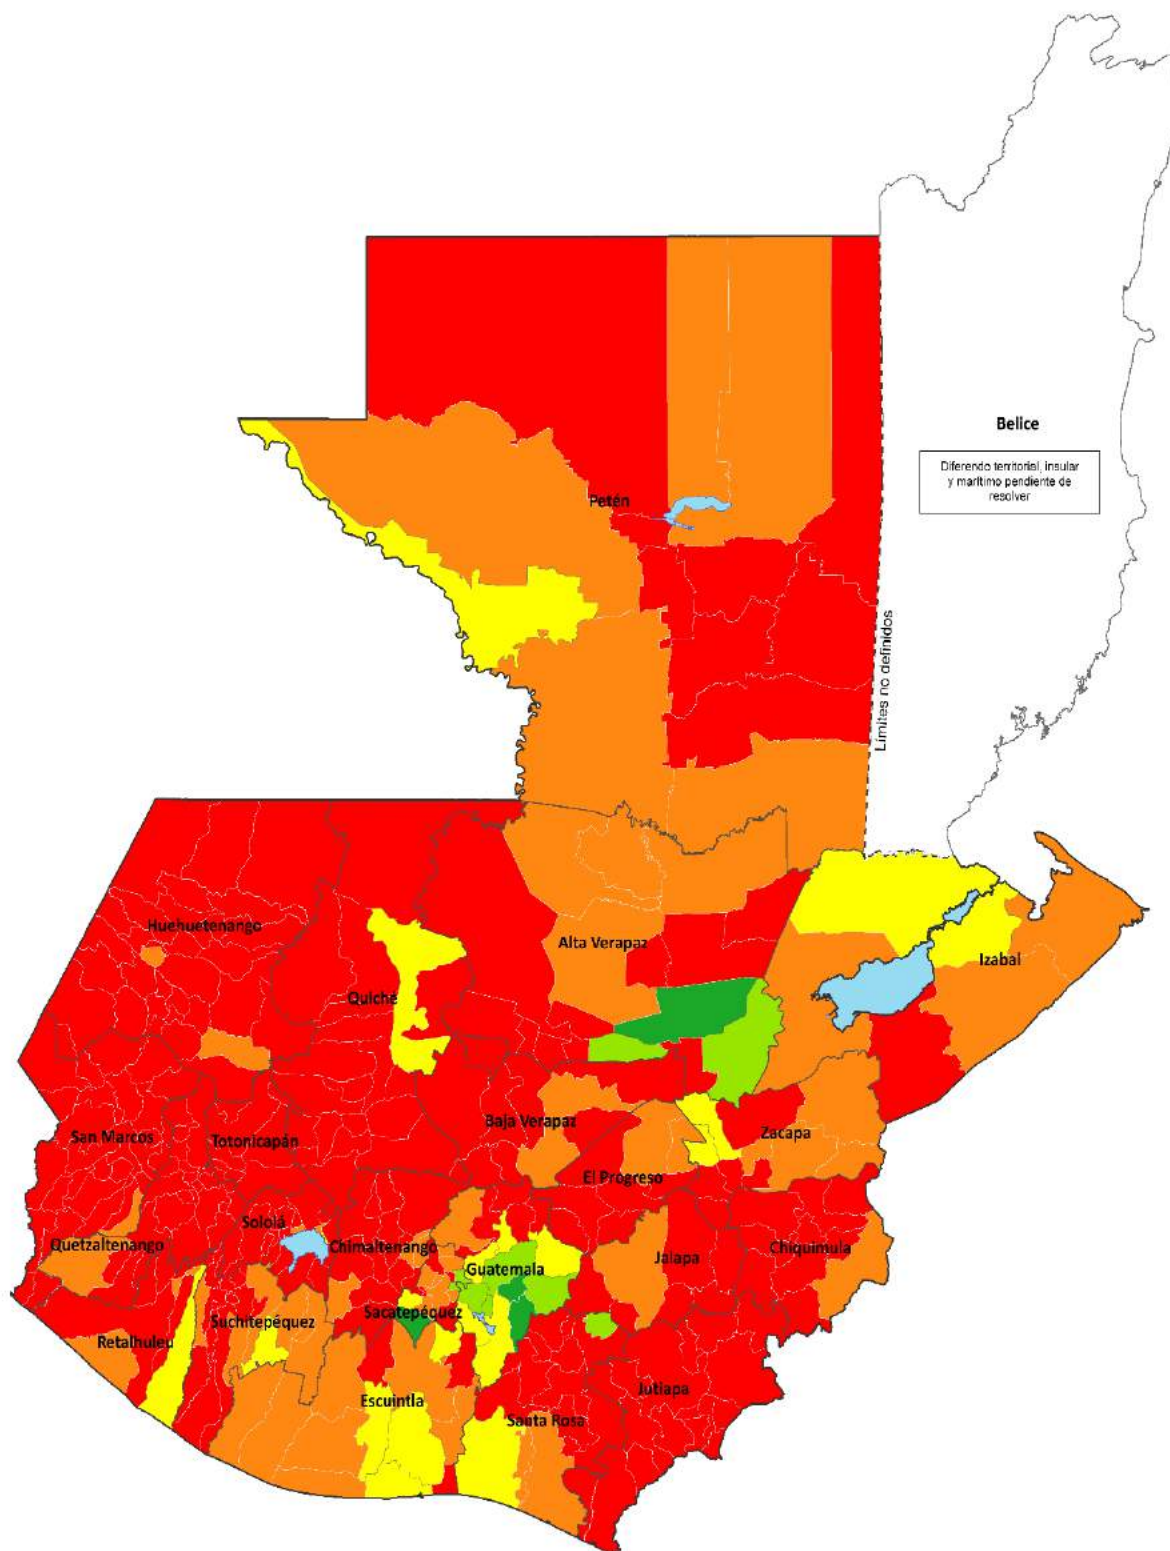 Belice
Diferendo territorial, insular
y marítimo pendiente de
resolver
Petén
Límites no definidos
Huehuetenango
Alta Verapaz
Izabal
Quiché
San Marcos
Totonicapán
Baja Verapaz
Zacapa
El Progreso
Sololá
Quetzaltenango
Chimaltenango
Guatemala
Jalapa
Chiquimula
Retalhuleu
Suchitepéquez
Sacatepéquez
Escuintla
Santa Rosa
Jutiapa